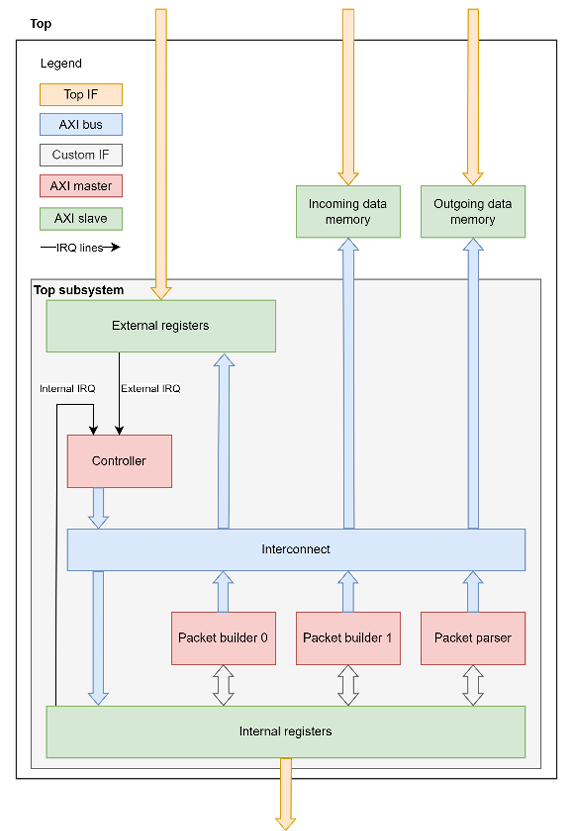 Top
Legend
Top IF
AXI bus
Custom IF
AXI master
AXI slave
IRQ lines
Incoming data
memory
Outgoing data
memory
Top subsystem
External registers
Internal IRQ
External IRQ
Controller
Interconnect
Packet builder 0
Packet builder 1
Packet parser
Internal registers